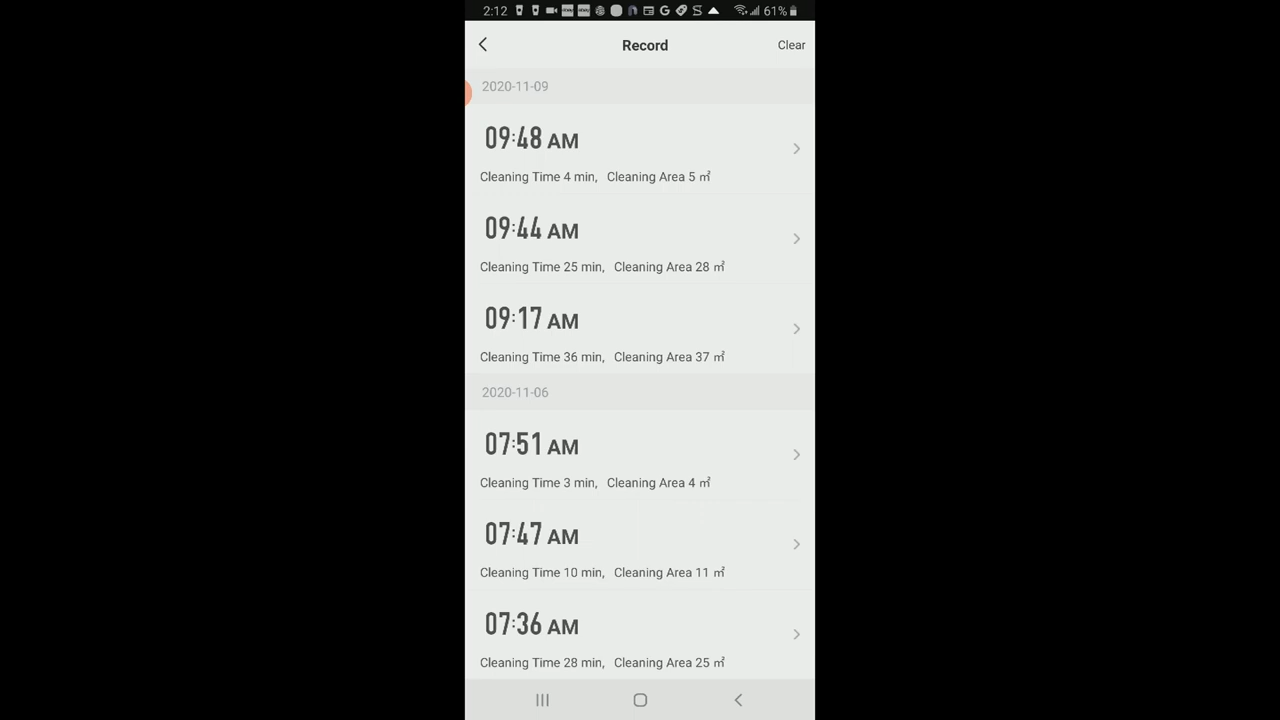 2:12 61%
Record Clear
2020-11-09
09:48 AM
Cleaning Time 4 min, Cleaning Area 5 ㎡
09:44 AM
Cleaning Time 25 min, Cleaning Area 28 ㎡
09:17 AM
Cleaning Time 36 min, Cleaning Area 37 ㎡
2020-11-06
07:51 AM
Cleaning Time 3 min, Cleaning Area 4 ㎡
07:47 AM
Cleaning Time 10 min, Cleaning Area 11 ㎡
07:36 AM
Cleaning Time 28 min, Cleaning Area 25 ㎡